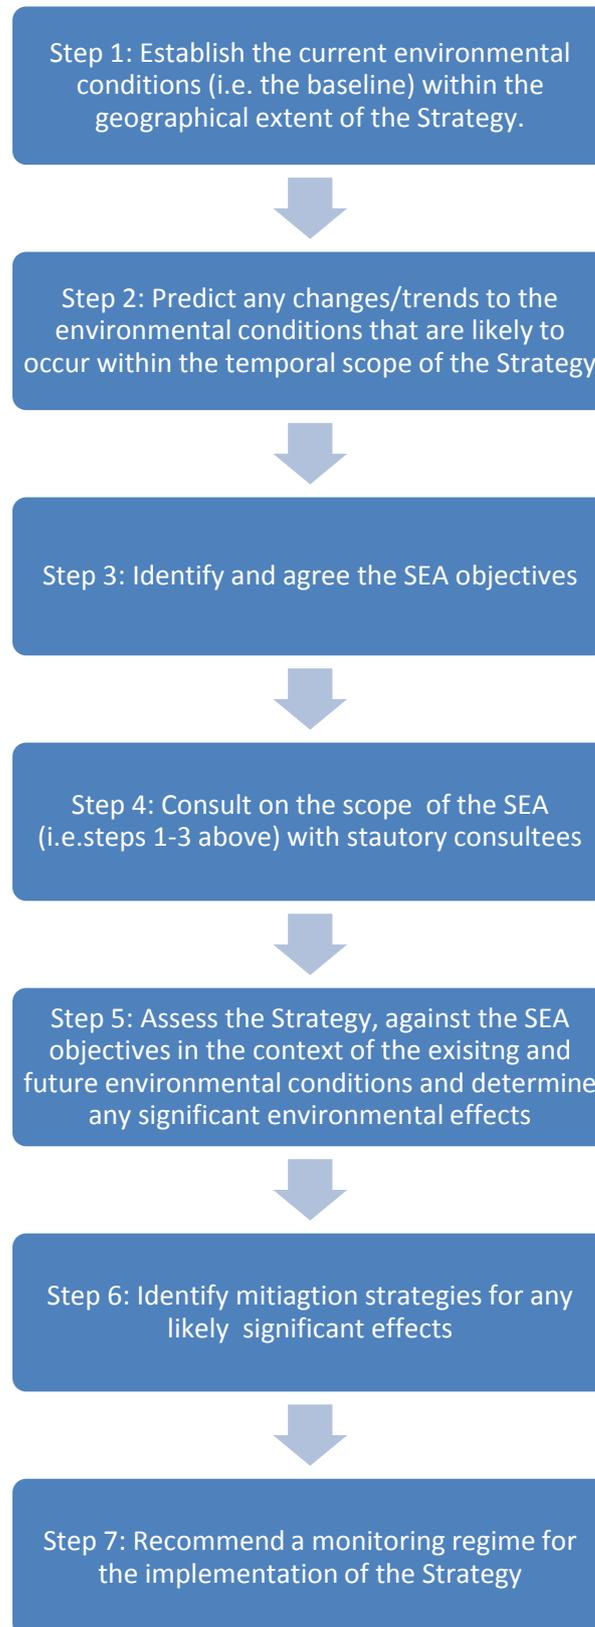 Step 1: Establish the current environmental
conditions (i.e. the baseline) within the
geographical extent of the Strategy.
Step 2: Predict any changes/trends to the
environmental conditions that are likely to
occur within the temporal scope of the Strategy
Step 3: Identify and agree the SEA objectives
Step 4: Consult on the scope  of the SEA
(i.e.steps 1-3 above) with stautory consultees
Step 5: Assess the Strategy, against the SEA
objectives in the context of the exisitng and
future environmental conditions and determine
any significant environmental effects
Step 6: Identify mitiagtion strategies for any
likely  significant effects
Step 7: Recommend a monitoring regime for
the implementation of the Strategy